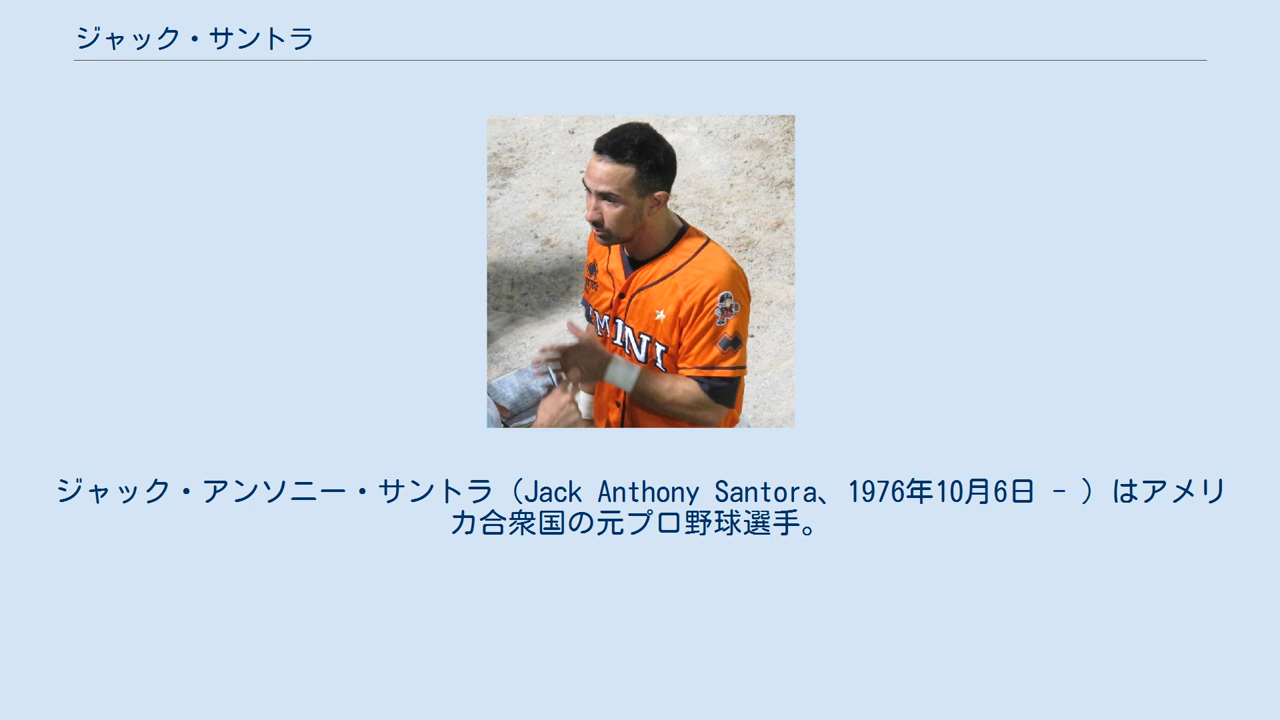 ジャック・サントラ
MINI
ジャック・アンソニー・サントラ（Jack Anthony Santora、1976年10月6日 - ）はアメリ
カ合衆国の元プロ野球選手。